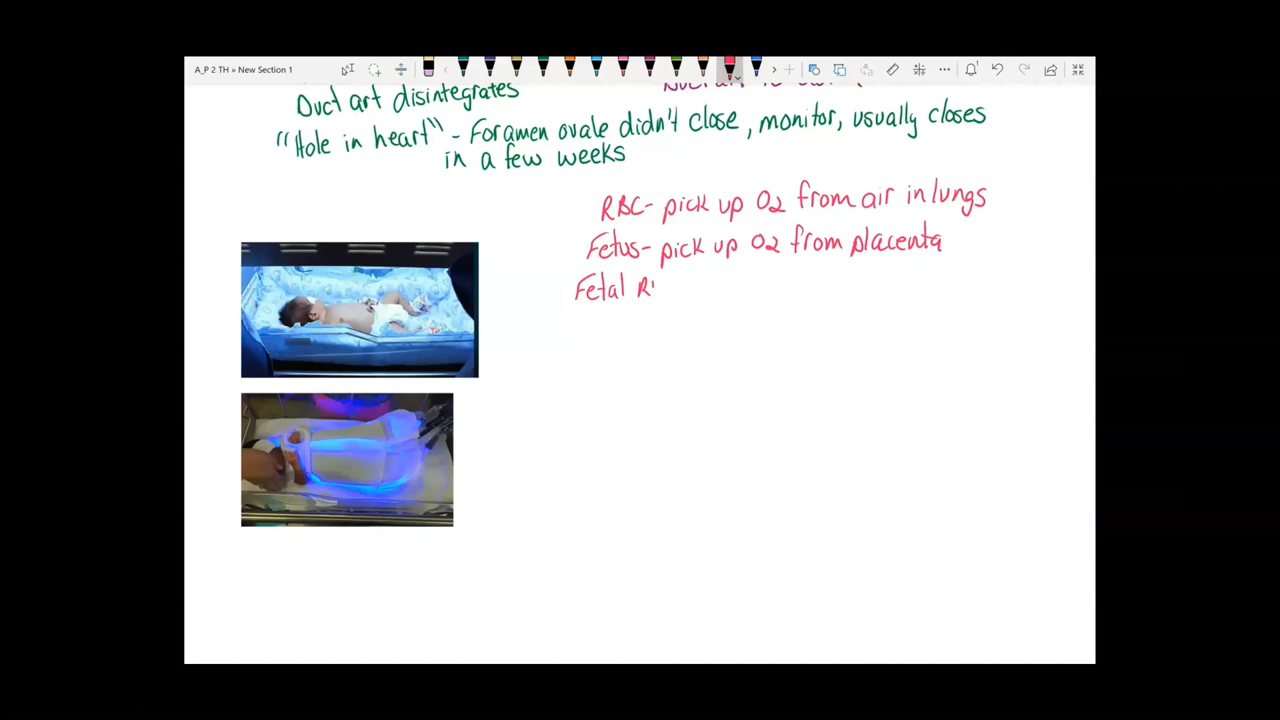 A_P 2 TH » New Section 1
Duct art disintegrates
"Hole in heart" - Foramen ovale didn't close, monitor, usually closes
in a few weeks
RBC- pick up O2 from air in lungs
Fetus- pick up O2 from placenta
Fetal R